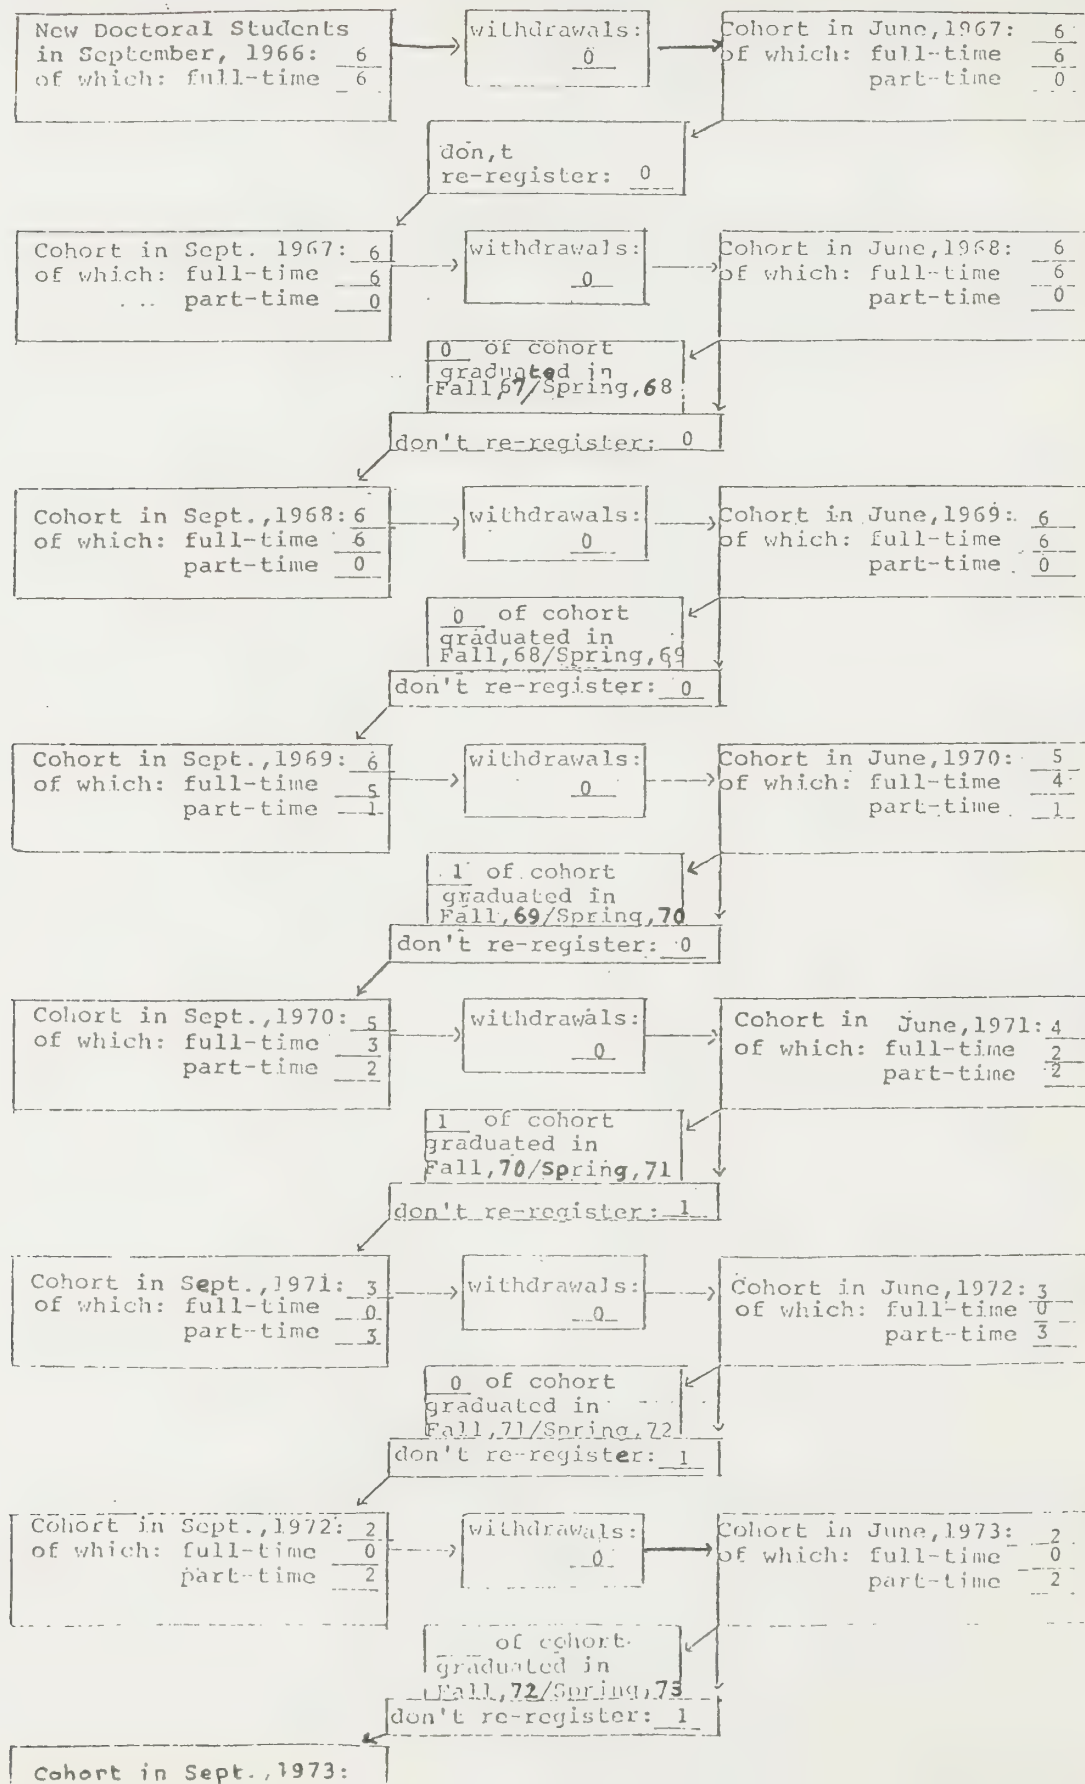 New Doctoral Students
in September, 1966: 6
of which: full-time 6
withdrawals:
0
Cohort in June,1967: 6
of which: full-time 6
part-time 0
don,t
re-register: 0
Cohort in Sept. 1967: 6
of which: full-time 6
part-time 0
withdrawals:
0
Cohort in June,1968: 6
of which: full-time 6
part-time 0
0 of cohort
graduated in
Fall,67/Spring,68
don't re-register: 0
Cohort in Sept.,1968: 6
of which: full-time 6
part-time 0
withdrawals:
0
Cohort in June,1969: 6
of which: full-time 6
part-time 0
0 of cohort
graduated in
Fall,68/Spring,69
don't re-register: 0
Cohort in Sept.,1969: 6
of which: full-time 5
part-time 1
withdrawals:
0
Cohort in June,1970: 5
of which: full-time 4
part-time 1
1 of cohort
graduated in
Fall,69/Spring,70
don't re-register: 0
Cohort in Sept.,1970: 5
of which: full-time 3
part-time 2
withdrawals:
0
Cohort in June,1971: 4
of which: full-time 2
part-time 2
1 of cohort
graduated in
Fall,70/Spring,71
don't re-register: 1
Cohort in Sept.,1971: 3
of which: full-time 0
part-time 3
withdrawals:
0
Cohort in June,1972: 3
of which: full-time 0
part-time 3
0 of cohort
graduated in
Fall,71/Spring,72
don't re-register: 1
Cohort in Sept.,1972: 2
of which: full-time 0
part-time 2
withdrawals:
0
Cohort in June,1973: 2
of which: full-time 0
part-time 2
of cohort
graduated in
Fall,72/Spring,73
don't re-register: 1
Cohort in Sept.,1973: